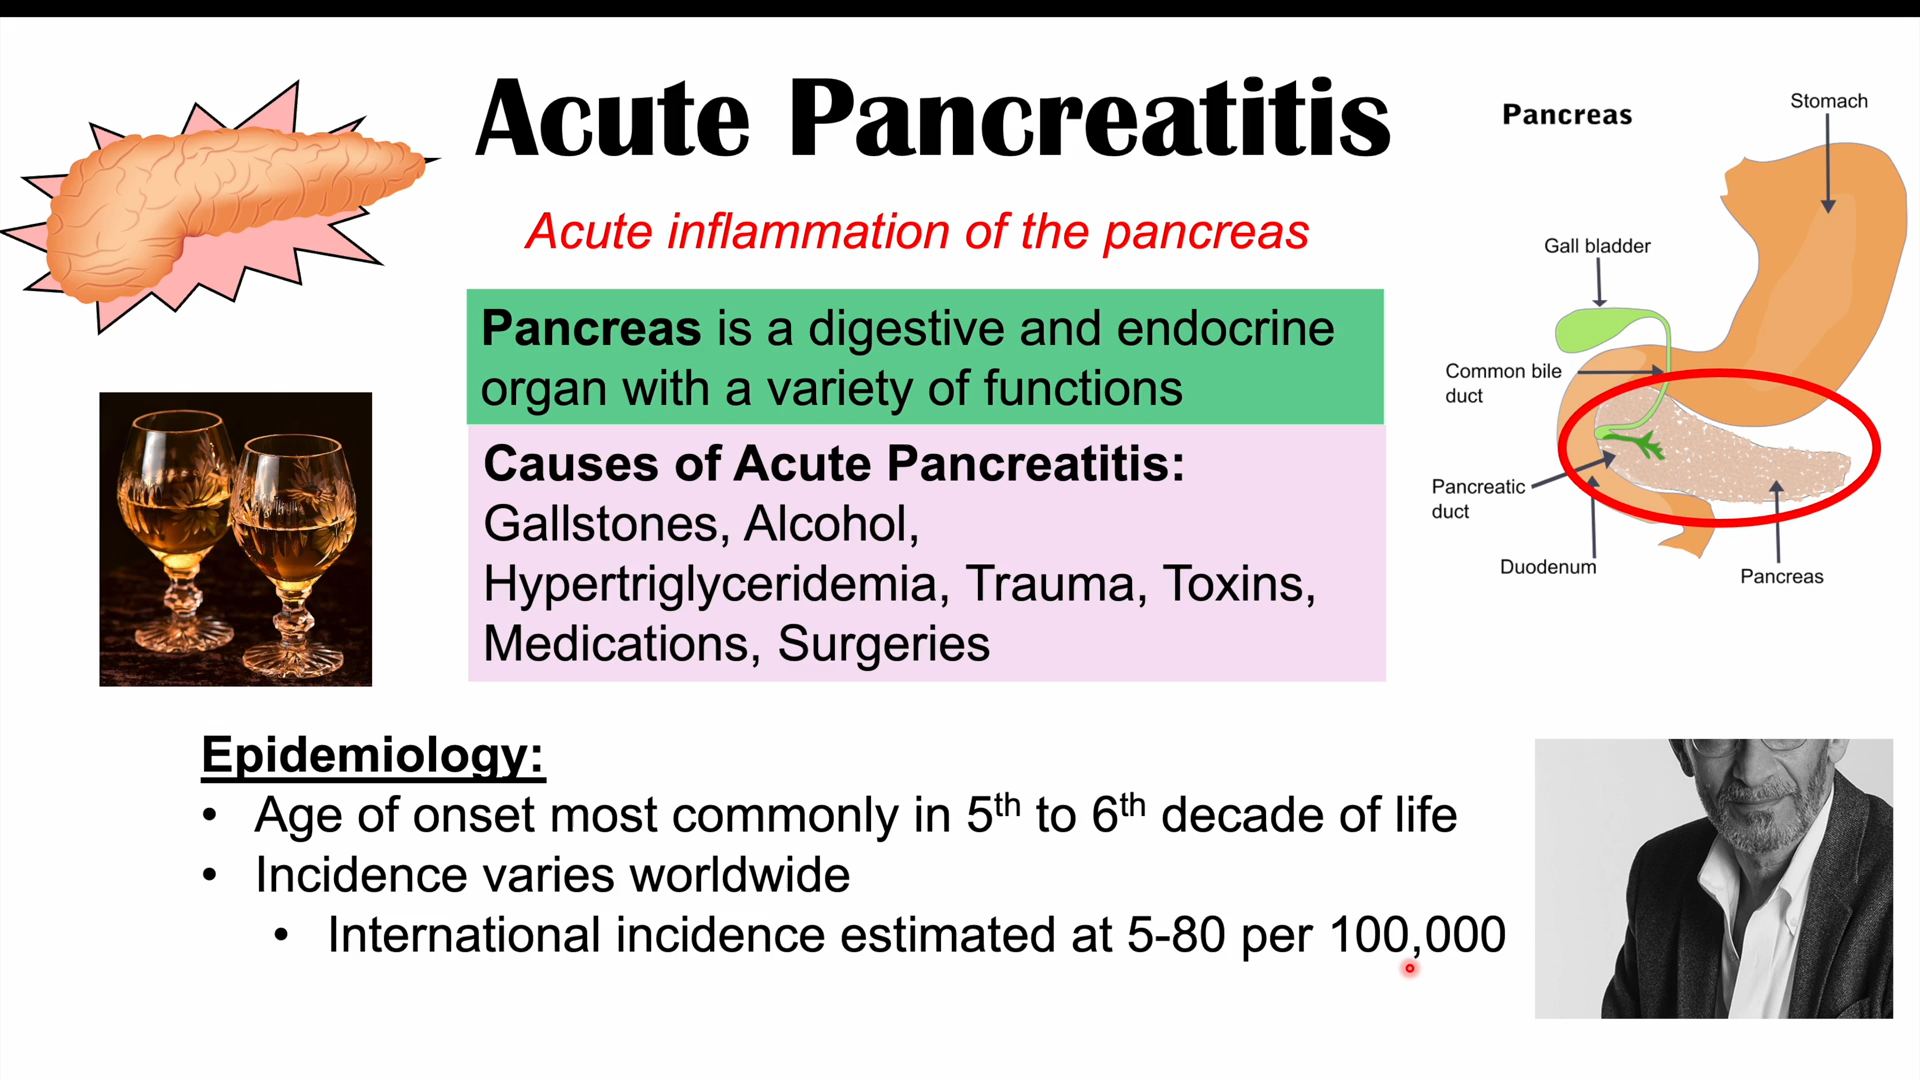 Acute Pancreatitis
Acute inflammation of the pancreas
Pancreas is a digestive and endocrine
organ with a variety of functions
Causes of Acute Pancreatitis:
Gallstones, Alcohol,
Hypertriglyceridemia, Trauma, Toxins,
Medications, Surgeries
Pancreas
Stomach
Gall bladder
Common bile
duct
Pancreatic
duct
Duodenum
Pancreas
Epidemiology:
• Age of onset most commonly in 5th to 6th decade of life
• Incidence varies worldwide
• International incidence estimated at 5-80 per 100,000